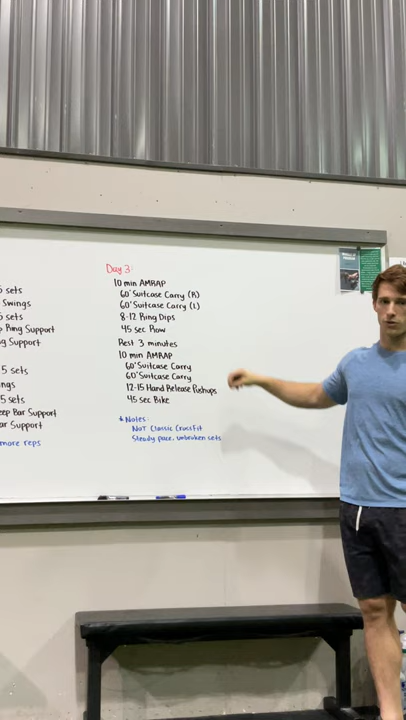 5 sets
Swings
5 sets
Ring Support
Support
5 sets
5 sets
Bar Support
Support
more reps
Day 3:
10 min AMRAP
60' Suitcase Carry (R)
60' Suitcase Carry (L)
8-12 Ring Dips
45 sec Row
Rest 3 minutes
10 min AMRAP
60' Suitcase Carry
60' Suitcase Carry
12-15 Hand Release Pushups
45 sec Bike
* Notes:
NOT Classic CrossFit
Steady pace. unbroken sets